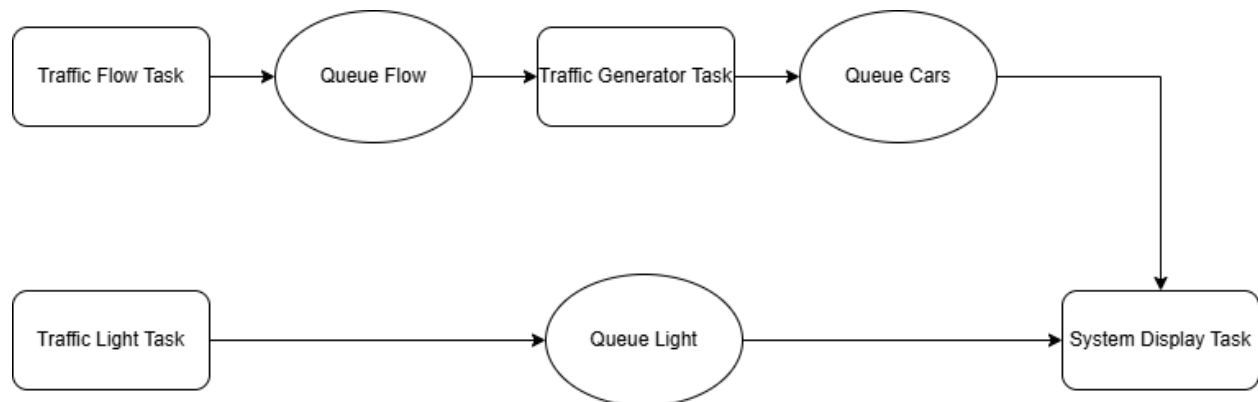 Traffic Flow Task
Queue Flow
Traffic Generator Task
Queue Cars
Traffic Light Task
Queue Light
System Display Task